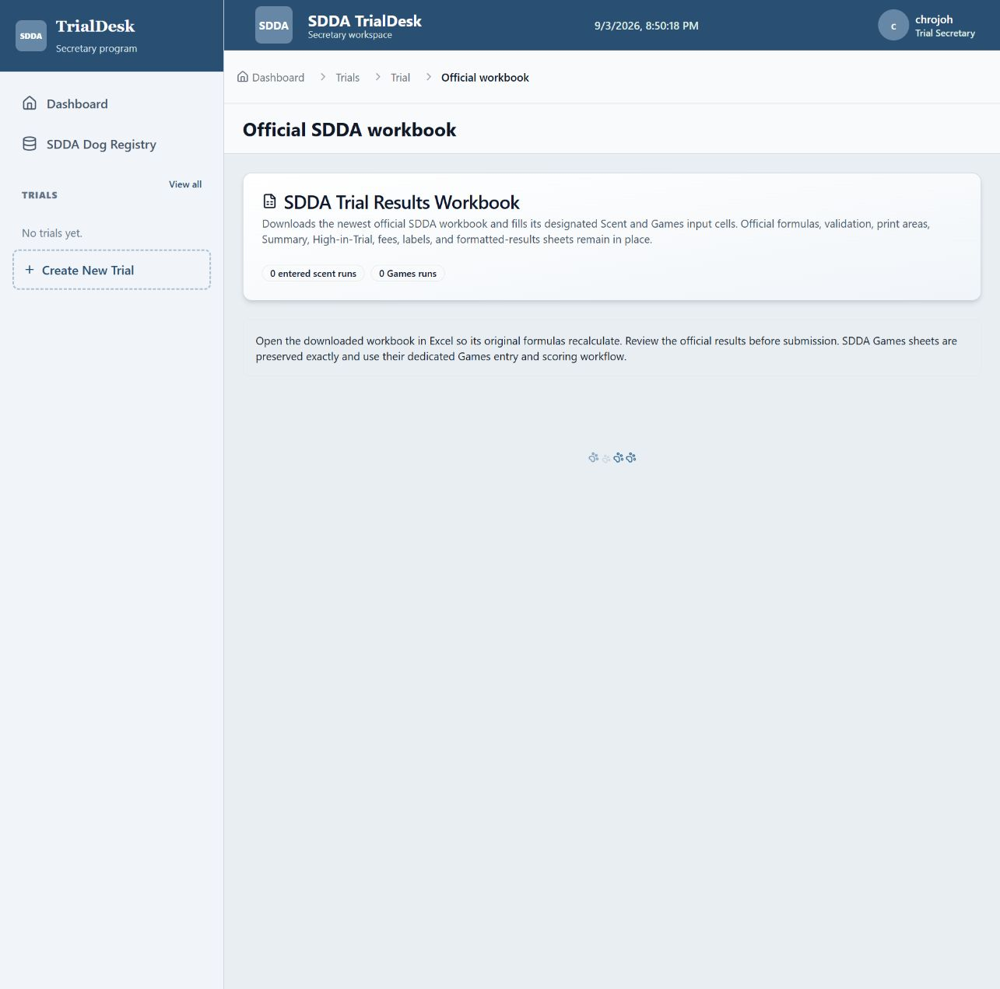 SDDA
TrialDesk
Secretary program
Dashboard
SDDA Dog Registry
TRIALS
View all
No trials yet.
+ Create New Trial
SDDA
SDDA TrialDesk
Secretary workspace
9/3/2026, 8:50:18 PM
c
chrojoh
Trial Secretary
Dashboard > Trials > Trial > Official workbook
Official SDDA workbook
SDDA Trial Results Workbook
Downloads the newest official SDDA workbook and fills its designated Scent and Games input cells. Official formulas, validation, print areas,
Summary, High-in-Trial, fees, labels, and formatted-results sheets remain in place.
0 entered scent runs
0 Games runs
Open the downloaded workbook in Excel so its original formulas recalculate. Review the official results before submission. SDDA Games sheets are
preserved exactly and use their dedicated Games entry and scoring workflow.